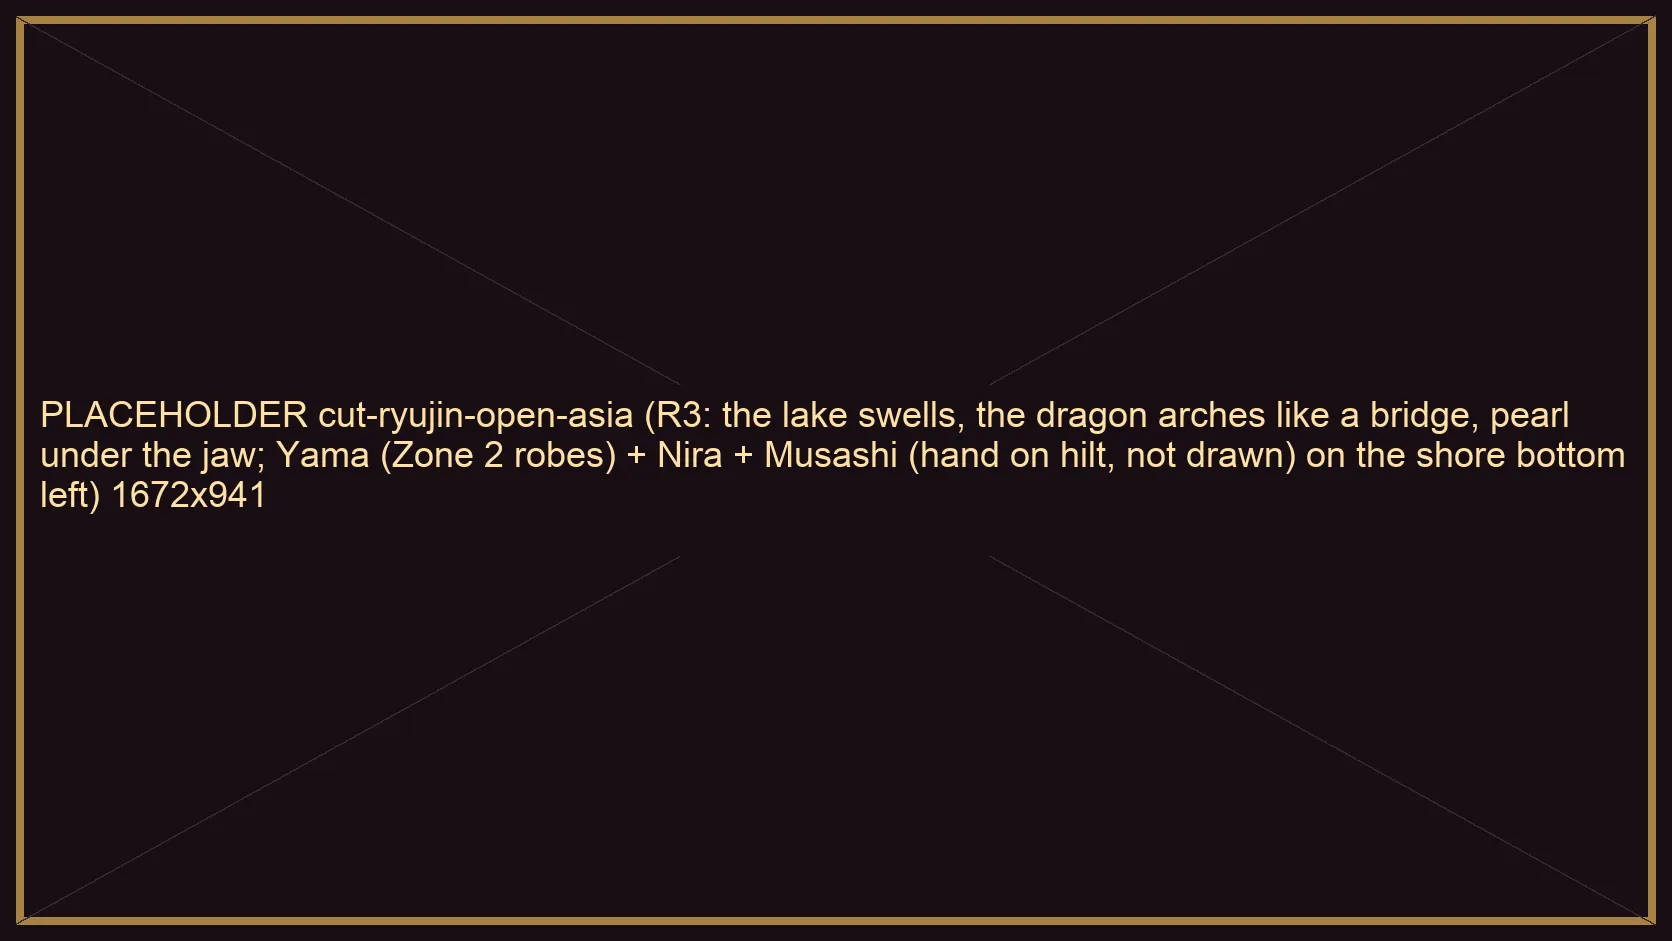 PLACEHOLDER cut-ryujin-open-asia (R3: the lake swells, the dragon arches like a bridge, pearl
under the jaw; Yama (Zone 2 robes) + Nira + Musashi (hand on hilt, not drawn) on the shore bottom
left) 1672x941